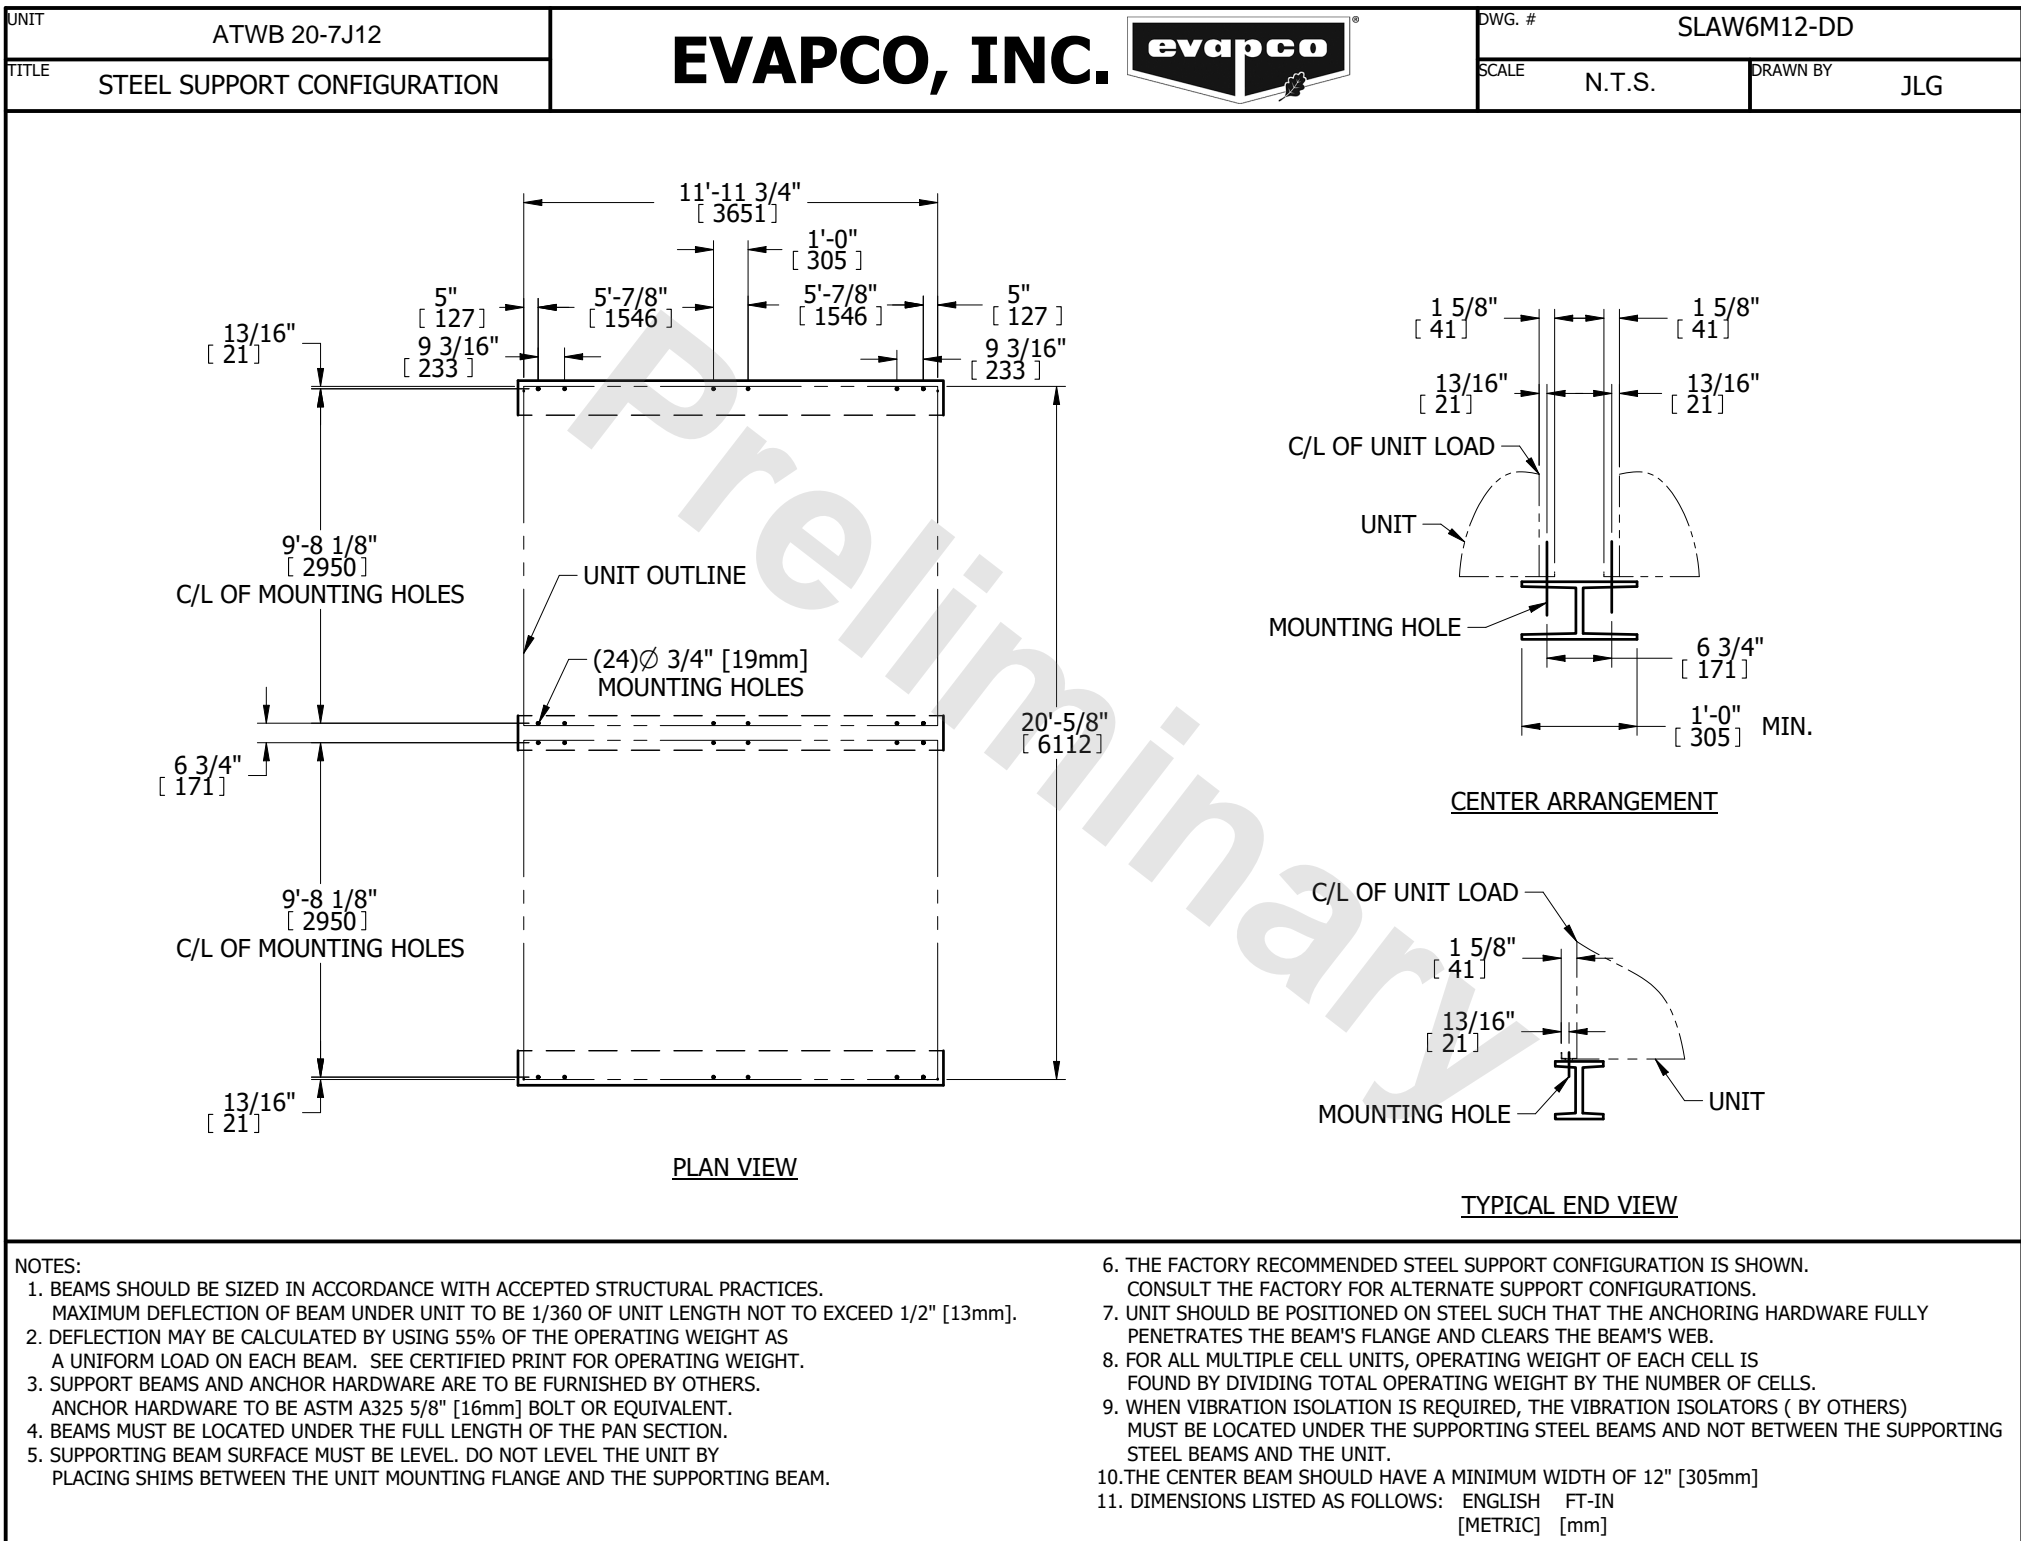 UNIT
ATWB 20-7J12
TITLE
STEEL SUPPORT CONFIGURATION
EVAPCO, INC.
evapco
®
DWG. #
SLAW6M12-DD
SCALE
N.T.S.
DRAWN BY
JLG
11'-11 3/4"
[ 3651]
1'-0"
[ 305 ]
5"
[ 127]
5'-7/8"
[ 1546 ]
5'-7/8"
[ 1546 ]
5"
[ 127 ]
13/16"
[ 21]
9 3/16"
[ 233 ]
9 3/16"
[ 233 ]
9'-8 1/8"
[ 2950]
C/L OF MOUNTING HOLES
UNIT OUTLINE
(24)∅ 3/4" [19mm]
MOUNTING HOLES
20'-5/8"
[ 6112]
6 3/4"
[ 171]
9'-8 1/8"
[ 2950]
C/L OF MOUNTING HOLES
13/16"
[ 21]
PLAN VIEW
1 5/8"
[ 41]
1 5/8"
[ 41]
13/16"
[ 21]
13/16"
[ 21]
C/L OF UNIT LOAD
UNIT
MOUNTING HOLE
6 3/4"
[ 171]
1'-0"
[ 305]
MIN.
CENTER ARRANGEMENT
C/L OF UNIT LOAD
1 5/8"
[ 41]
13/16"
[ 21]
MOUNTING HOLE
UNIT
TYPICAL END VIEW
Preliminary
NOTES:
1. BEAMS SHOULD BE SIZED IN ACCORDANCE WITH ACCEPTED STRUCTURAL PRACTICES.
MAXIMUM DEFLECTION OF BEAM UNDER UNIT TO BE 1/360 OF UNIT LENGTH NOT TO EXCEED 1/2" [13mm].
2. DEFLECTION MAY BE CALCULATED BY USING 55% OF THE OPERATING WEIGHT AS
A UNIFORM LOAD ON EACH BEAM. SEE CERTIFIED PRINT FOR OPERATING WEIGHT.
3. SUPPORT BEAMS AND ANCHOR HARDWARE ARE TO BE FURNISHED BY OTHERS.
ANCHOR HARDWARE TO BE ASTM A325 5/8" [16mm] BOLT OR EQUIVALENT.
4. BEAMS MUST BE LOCATED UNDER THE FULL LENGTH OF THE PAN SECTION.
5. SUPPORTING BEAM SURFACE MUST BE LEVEL. DO NOT LEVEL THE UNIT BY
PLACING SHIMS BETWEEN THE UNIT MOUNTING FLANGE AND THE SUPPORTING BEAM.
6. THE FACTORY RECOMMENDED STEEL SUPPORT CONFIGURATION IS SHOWN.
CONSULT THE FACTORY FOR ALTERNATE SUPPORT CONFIGURATIONS.
7. UNIT SHOULD BE POSITIONED ON STEEL SUCH THAT THE ANCHORING HARDWARE FULLY
PENETRATES THE BEAM'S FLANGE AND CLEARS THE BEAM'S WEB.
8. FOR ALL MULTIPLE CELL UNITS, OPERATING WEIGHT OF EACH CELL IS
FOUND BY DIVIDING TOTAL OPERATING WEIGHT BY THE NUMBER OF CELLS.
9. WHEN VIBRATION ISOLATION IS REQUIRED, THE VIBRATION ISOLATORS ( BY OTHERS)
MUST BE LOCATED UNDER THE SUPPORTING STEEL BEAMS AND NOT BETWEEN THE SUPPORTING
STEEL BEAMS AND THE UNIT.
10.THE CENTER BEAM SHOULD HAVE A MINIMUM WIDTH OF 12" [305mm]
11. DIMENSIONS LISTED AS FOLLOWS: ENGLISH FT-IN
[METRIC] [mm]